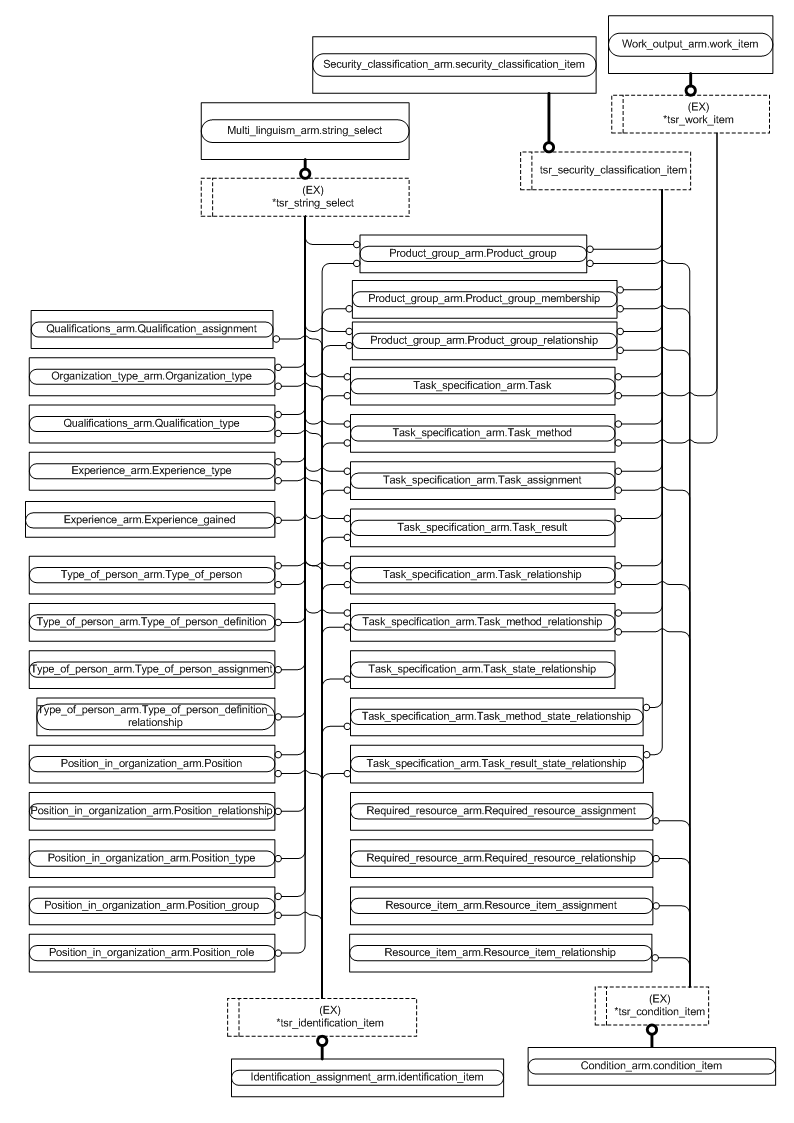 Work_output_arm.work_item
Security_classification_arm.security_classification_item
(EX)
*tsr_work_item
Multi_linguism_arm.string_select
tsr_security_classification_item
(EX)
*tsr_string_select
Product_group_arm.Product_group
Product_group_arm.Product_group_membership
Qualifications_arm.Qualification_assignment
Product_group_arm.Product_group_relationship
Organization_type_arm.Organization_type
Task_specification_arm.Task
Qualifications_arm.Qualification_type
Task_specification_arm.Task_method
Experience_arm.Experience_type
Task_specification_arm.Task_assignment
Experience_arm.Experience_gained
Task_specification_arm.Task_result
Type_of_person_arm.Type_of_person
Task_specification_arm.Task_relationship
Type_of_person_arm.Type_of_person_definition
Task_specification_arm.Task_method_relationship
Type_of_person_arm.Type_of_person_assignment
Task_specification_arm.Task_state_relationship
Type_of_person_arm.Type_of_person_definition_
relationship
Task_specification_arm.Task_method_state_relationship
Position_in_organization_arm.Position
Task_specification_arm.Task_result_state_relationship
Position_in_organization_arm.Position_relationship
Required_resource_arm.Required_resource_assignment
Position_in_organization_arm.Position_type
Required_resource_arm.Required_resource_relationship
Position_in_organization_arm.Position_group
Resource_item_arm.Resource_item_assignment
Position_in_organization_arm.Position_role
Resource_item_arm.Resource_item_relationship
(EX)
*tsr_identification_item
(EX)
*tsr_condition_item
Identification_assignment_arm.identification_item
Condition_arm.condition_item